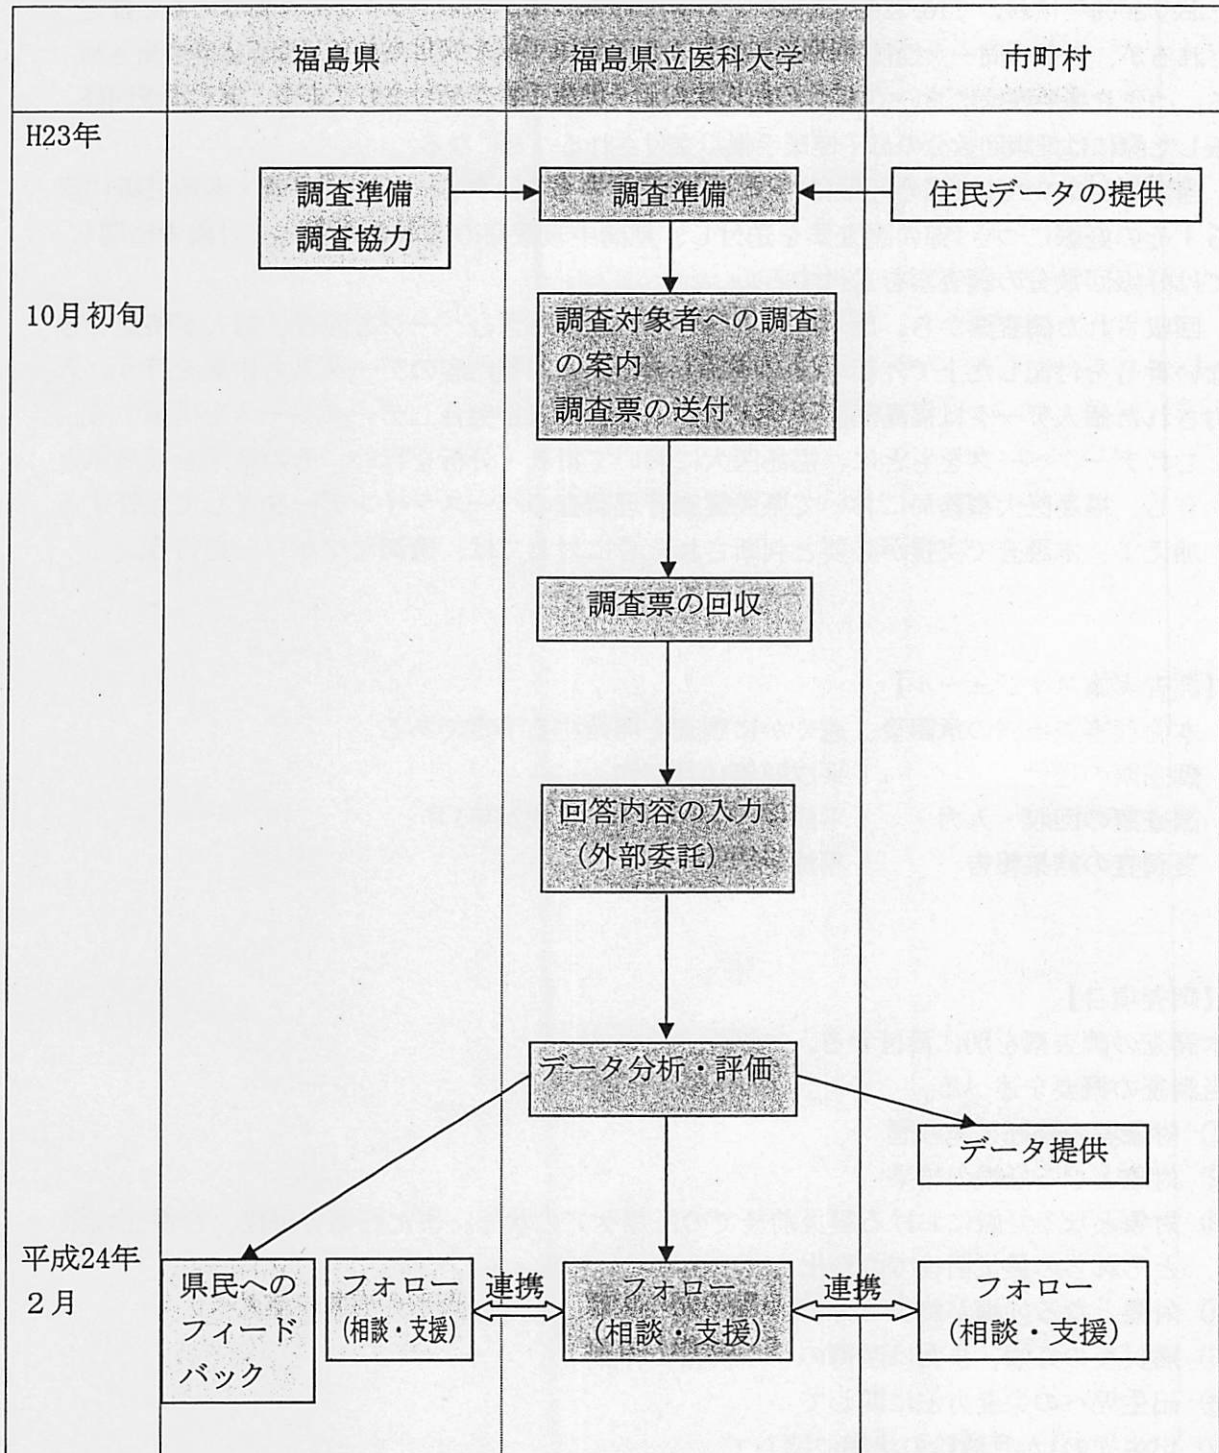 福島県
福島県立医科大学
市町村
H23年
調査準備
調査協力
調査準備
住民データの提供
10月初旬
調査対象者への調査
の案内
調査票の送付
調査票の回収
回答内容の入力
(外部委託)
データ分析・評価
データ提供
平成24年
2月
県民への
フィード
バック
フォロー
(相談・支援)
連携
フォロー
(相談・支援)
連携
フォロー
(相談・支援)